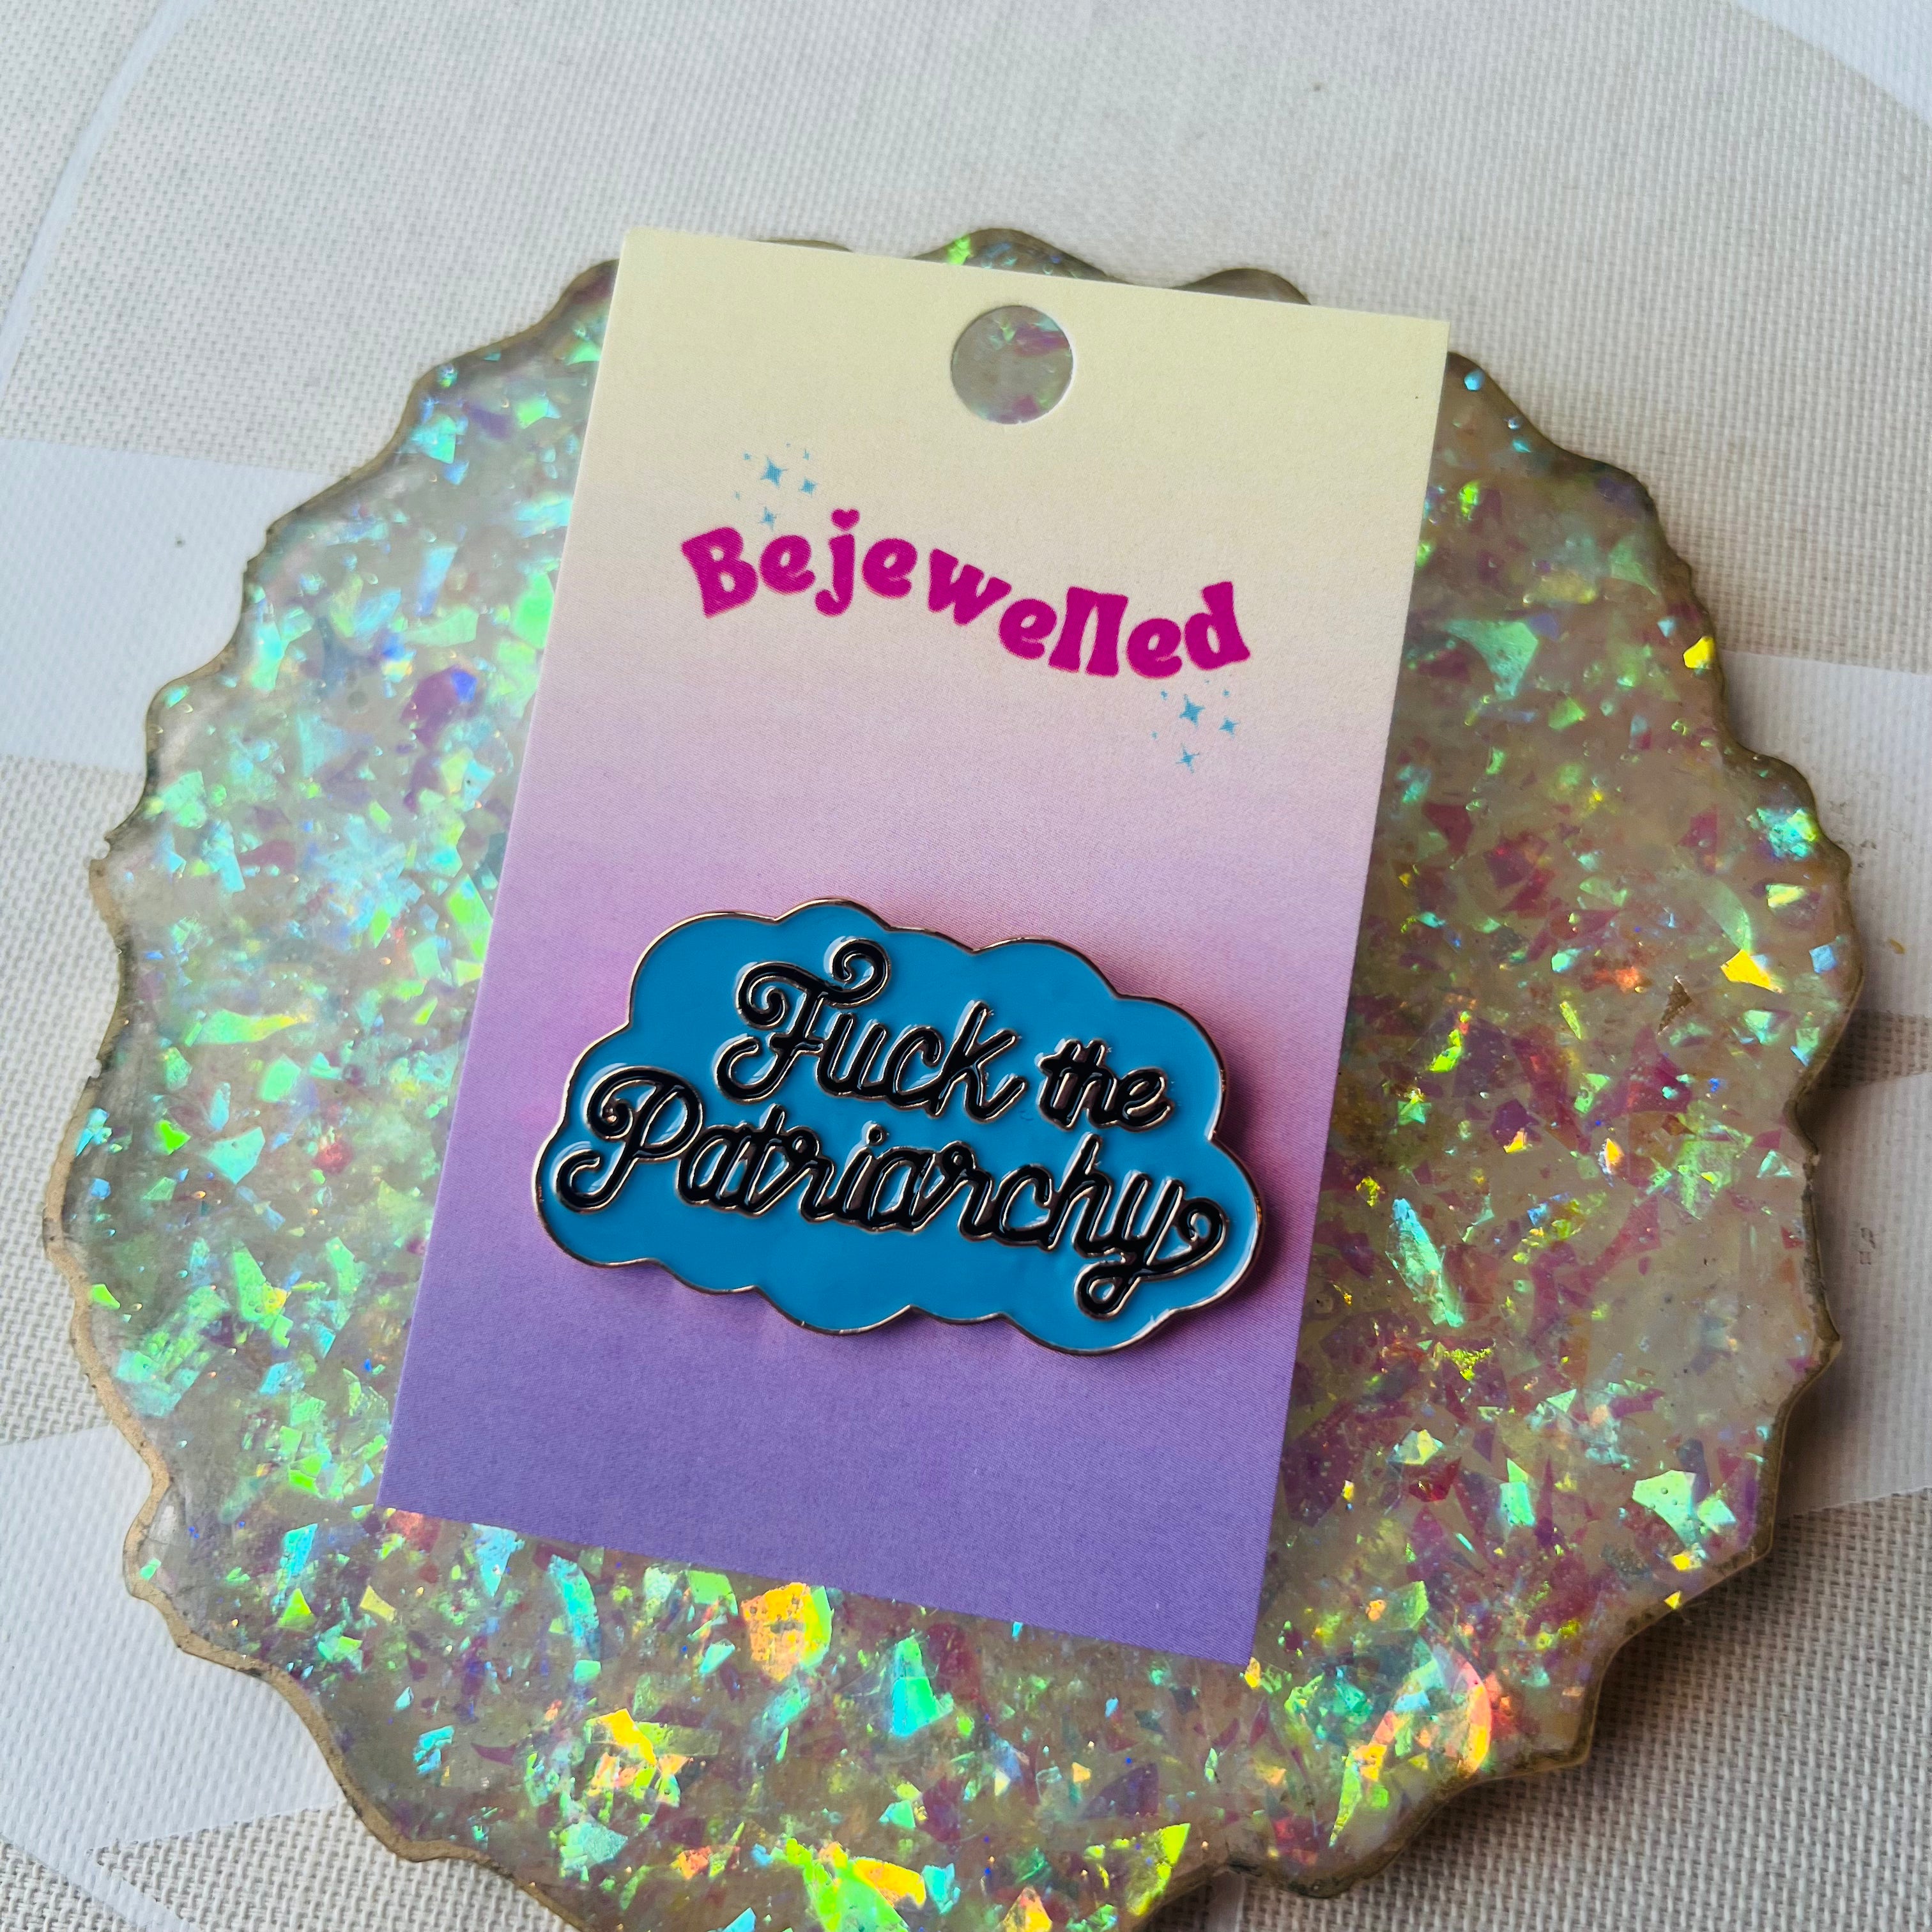 Bejewelled
Fuck the
Patriarchy